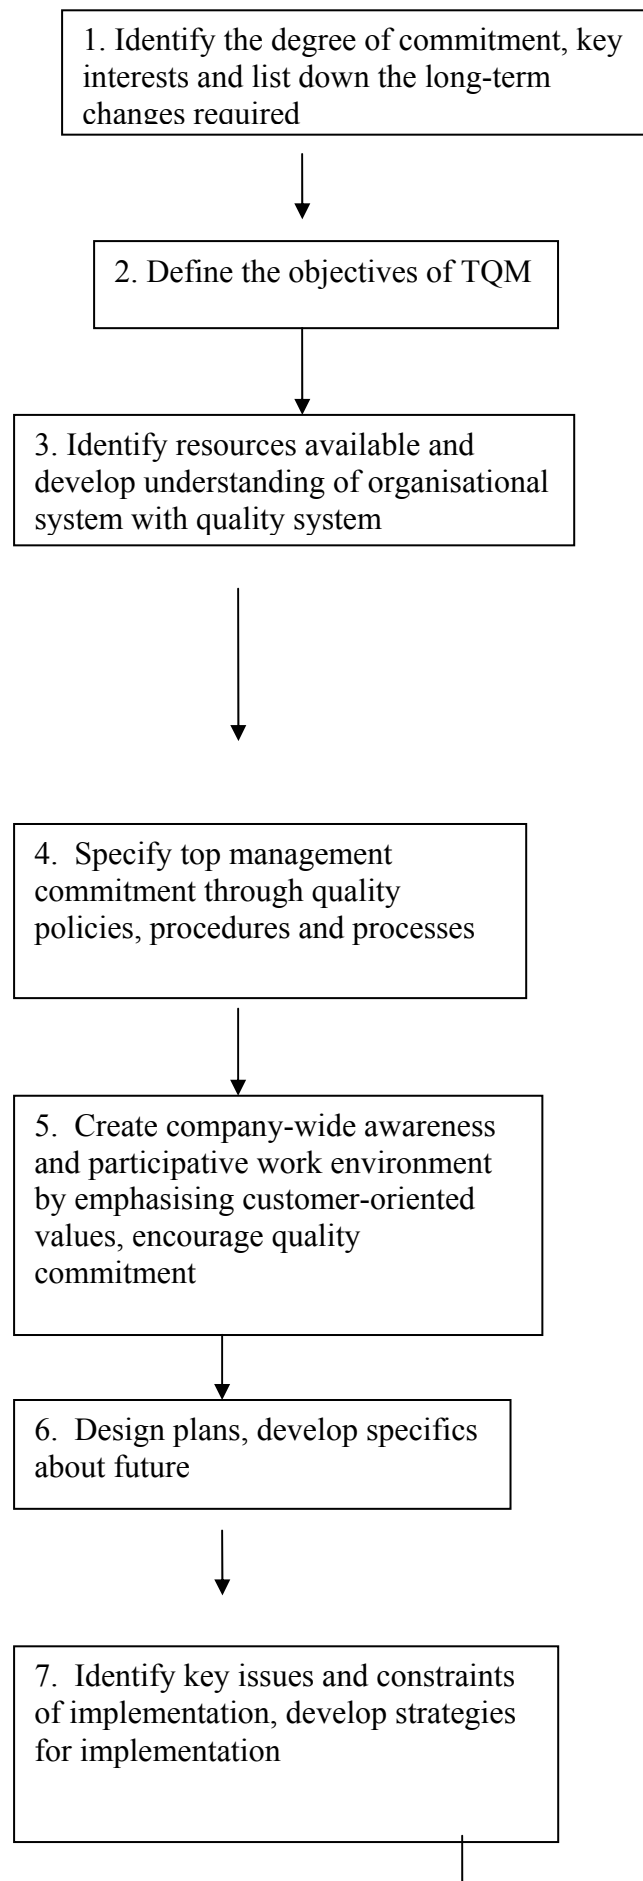 1. Identify the degree of commitment, key
interests and list down the long-term
changes required
2. Define the objectives of TQM
3. Identify resources available and
develop understanding of organisational
system with quality system
4. Specify top management
commitment through quality
policies, procedures and processes
5. Create company-wide awareness
and participative work environment
by emphasising customer-oriented
values, encourage quality
commitment
6. Design plans, develop specifics
about future
7. Identify key issues and constraints
of implementation, develop strategies
for implementation